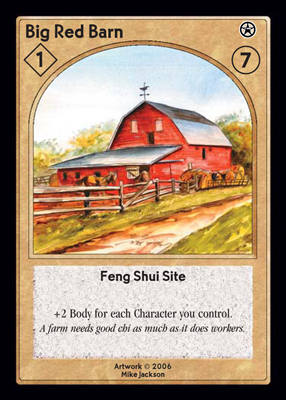 Big Red Barn
1
7
Feng Shui Site
+2 Body for each Character you control.
A farm needs good chi as much as it does workers.
Artwork © 2006
Mike Jackson